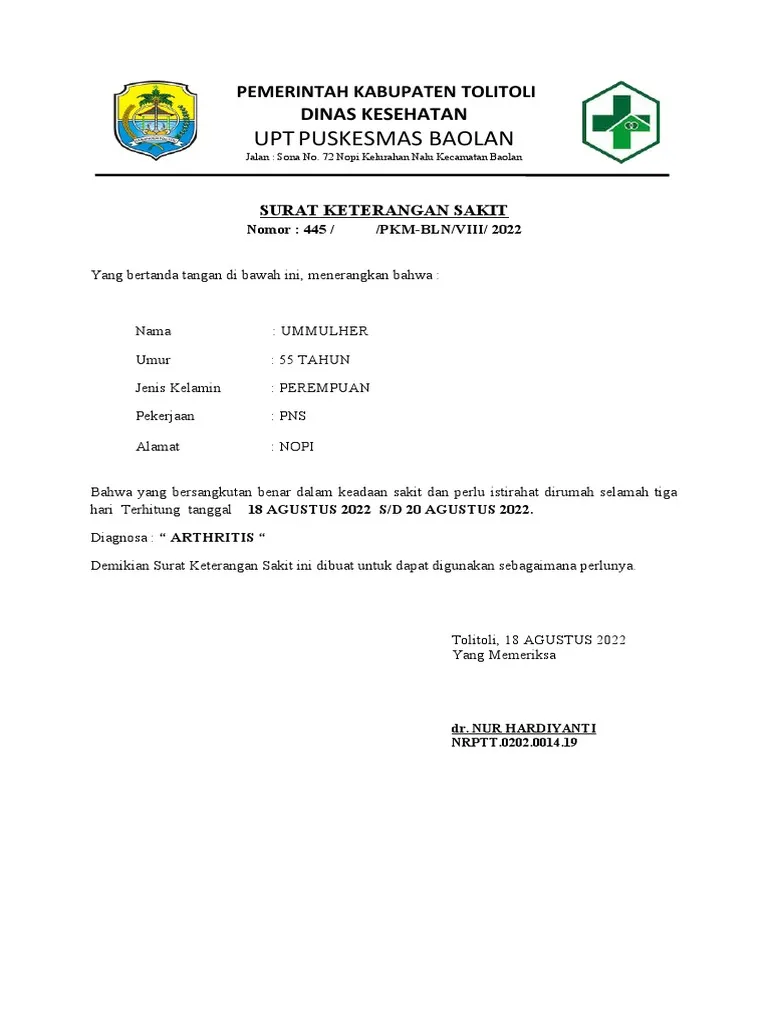 PEMERINTAH KABUPATEN TOLITOLI
DINAS KESEHATAN
UPT PUSKESMAS BAOLAN
Jalan : Sona No. 72 Nopi Kelurahan Nalu Kecamatan Baolan
SURAT KETERANGAN SAKIT
Nomor : 445 / /PKM-BLN/VIII/ 2022
Yang bertanda tangan di bawah ini, menerangkan bahwa :
Nama : UMMULHER
Umur : 55 TAHUN
Jenis Kelamin : PEREMPUAN
Pekerjaan : PNS
Alamat : NOPI
Bahwa yang bersangkutan benar dalam keadaan sakit dan perlu istirahat dirumah selamah tiga
hari Terhitung tanggal 18 AGUSTUS 2022 S/D 20 AGUSTUS 2022.
Diagnosa : “ ARTHRITIS “
Demikian Surat Keterangan Sakit ini dibuat untuk dapat digunakan sebagaimana perlunya.
Tolitoli, 18 AGUSTUS 2022
Yang Memeriksa
dr. NUR HARDIYANTI
NRPTT.0202.0014.19